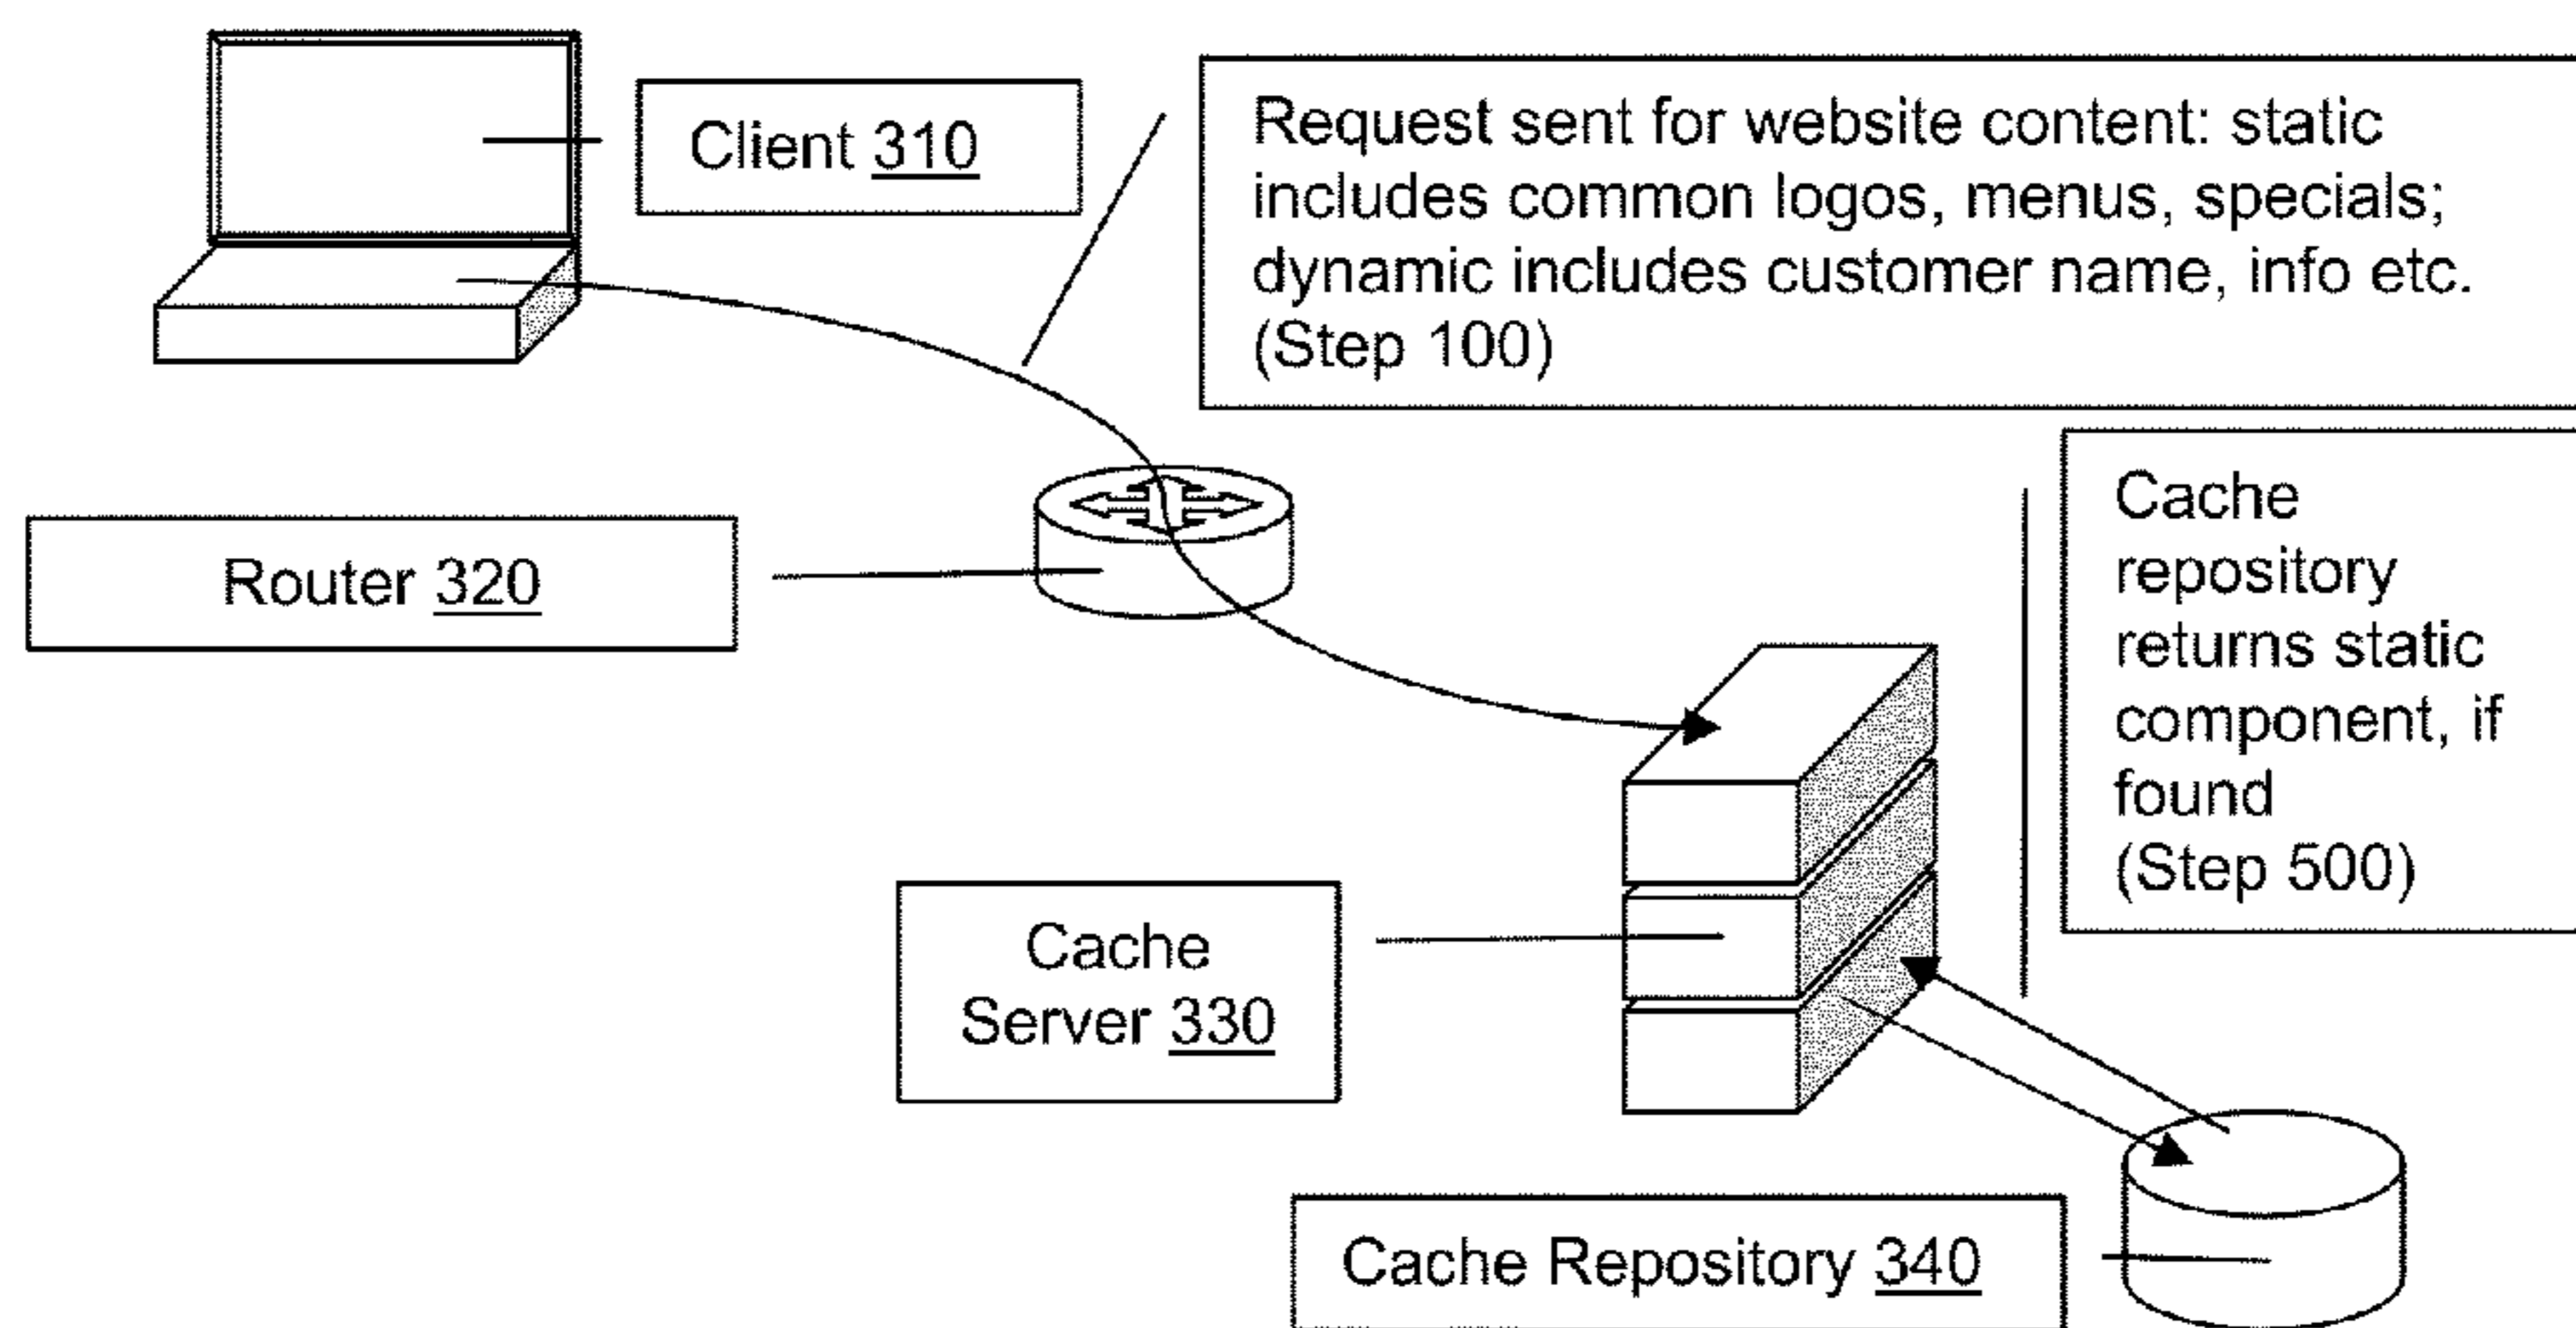 Client 310
Request sent for website content: static
includes common logos, menus, specials;
dynamic includes customer name, info etc.
(Step 100)
Router 320
Cache
repository
returns static
component, if
found
(Step 500)
Cache
Server 330
Cache Repository 340